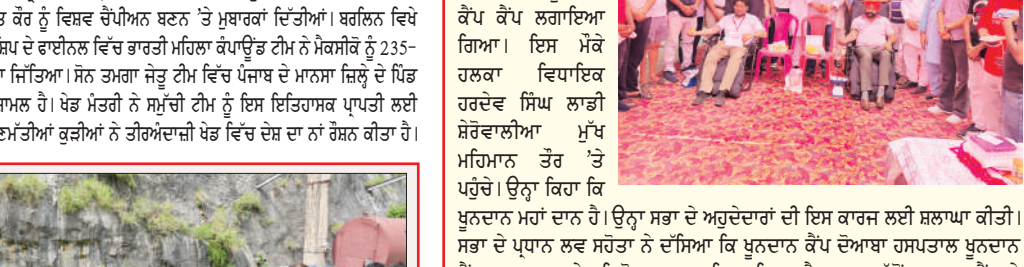 ਕੌਰ ਨੂੰ ਵਿਸ਼ਵ ਚੈਂਪੀਅਨ ਬਣਨ 'ਤੇ ਮੁਬਾਰਕਾਂ ਦਿੱਤੀਆਂ। ਬਰਲਿਨ ਵਿਖੇ
ਦੇ ਫਾਈਨਲ ਵਿੱਚ ਭਾਰਤੀ ਮਹਿਲਾ ਕੰਪਾਊਂਡ ਟੀਮ ਨੇ ਮੈਕਸੀਕੋ ਨੂੰ 235-
ਜਿੱਤਿਆ। ਸੋਨ ਤਮਗਾ ਜੇਤੂ ਟੀਮ ਵਿੱਚ ਪੰਜਾਬ ਦੇ ਮਾਨਸਾ ਜ਼ਿਲ੍ਹੇ ਦੇ ਪਿੰਡ
ਹੈ। ਖੇਡ ਮੰਤਰੀ ਨੇ ਸਮੁੱਚੀ ਟੀਮ ਨੂੰ ਇਸ ਇਤਿਹਾਸਕ ਪ੍ਰਾਪਤੀ ਲਈ
ਕੁੜੀਆਂ ਨੇ ਤੀਰਅੰਦਾਜ਼ੀ ਖੇਡ ਵਿੱਚ ਦੇਸ਼ ਦਾ ਨਾਂ ਰੌਸ਼ਨ ਕੀਤਾ ਹੈ।
ਕੈਂਪ ਕੈਂਪ ਲਗਾਇਆ
ਗਿਆ। ਇਸ ਮੌਕੇ
ਹਲਕਾ ਵਿਧਾਇਕ
ਹਰਦੇਵ ਸਿੰਘ ਲਾਡੀ
ਸ਼ੇਰੋਵਾਲੀਆ ਮੁੱਖ
ਮਹਿਮਾਨ ਤੌਰ 'ਤੇ
ਪਹੁੰਚੇ। ਉਨ੍ਹਾ ਕਿਹਾ ਕਿ
ਖੂਨਦਾਨ ਮਹਾਂ ਦਾਨ ਹੈ। ਉਨ੍ਹਾ ਸਭਾ ਦੇ ਅਹੁਦੇਦਾਰਾਂ ਦੀ ਇਸ ਕਾਰਜ ਲਈ ਸ਼ਲਾਘਾ ਕੀਤੀ।
ਸਭਾ ਦੇ ਪ੍ਰਧਾਨ ਲਵ ਸਹੋਤਾ ਨੇ ਦੱਸਿਆ ਕਿ ਖੂਨਦਾਨ ਕੈਂਪ ਦੋਆਬਾ ਹਸਪਤਾਲ ਖੂਨਦਾਨ